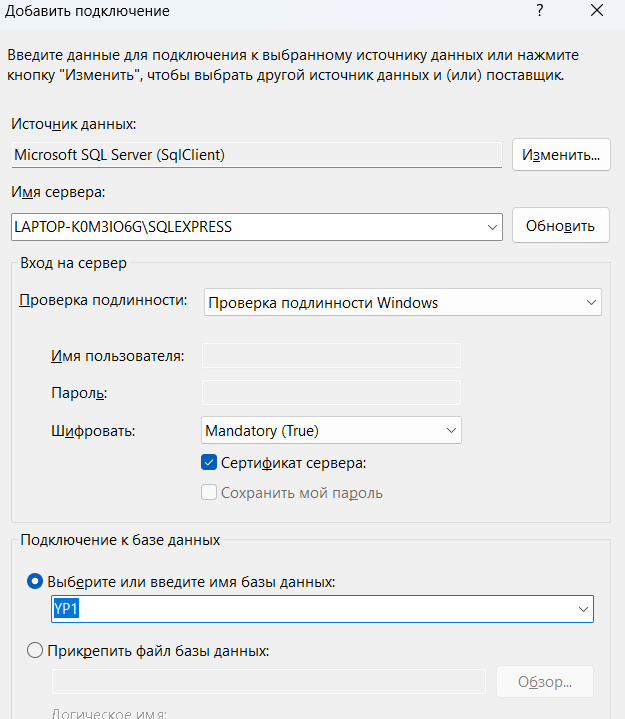 Добавить подключение
?
Введите данные для подключения к выбранному источнику данных или нажмите
кнопку "Изменить", чтобы выбрать другой источник данных и (или) поставщик.
Источник данных:
Microsoft SQL Server (SqlClient)
Изменить...
Имя сервера:
LAPTOP-K0M3IO6G\SQLEXPRESS
Обновить
Вход на сервер
Проверка подлинности:
Проверка подлинности Windows
Имя пользователя:
Пароль:
Шифровать:
Mandatory (True)
Сертификат сервера:
Сохранить мой пароль
Подключение к базе данных
Выберите или введите имя базы данных:
YP1
Прикрепить файл базы данных:
Обзор...
Логическое имя: